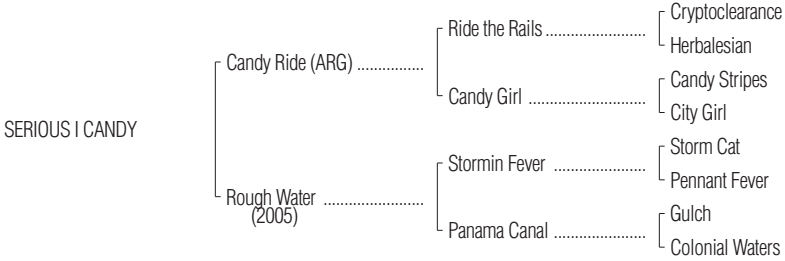 Cryptoclearance
Ride the Rails ........................
Herbalesian
Candy Ride (ARG) ................
Candy Stripes
Candy Girl ............................
City Girl
SERIOUS I CANDY
Storm Cat
Stormin Fever ......................
Pennant Fever
Rough Water ........................
(2005)
Gulch
Panama Canal ......................
Colonial Waters